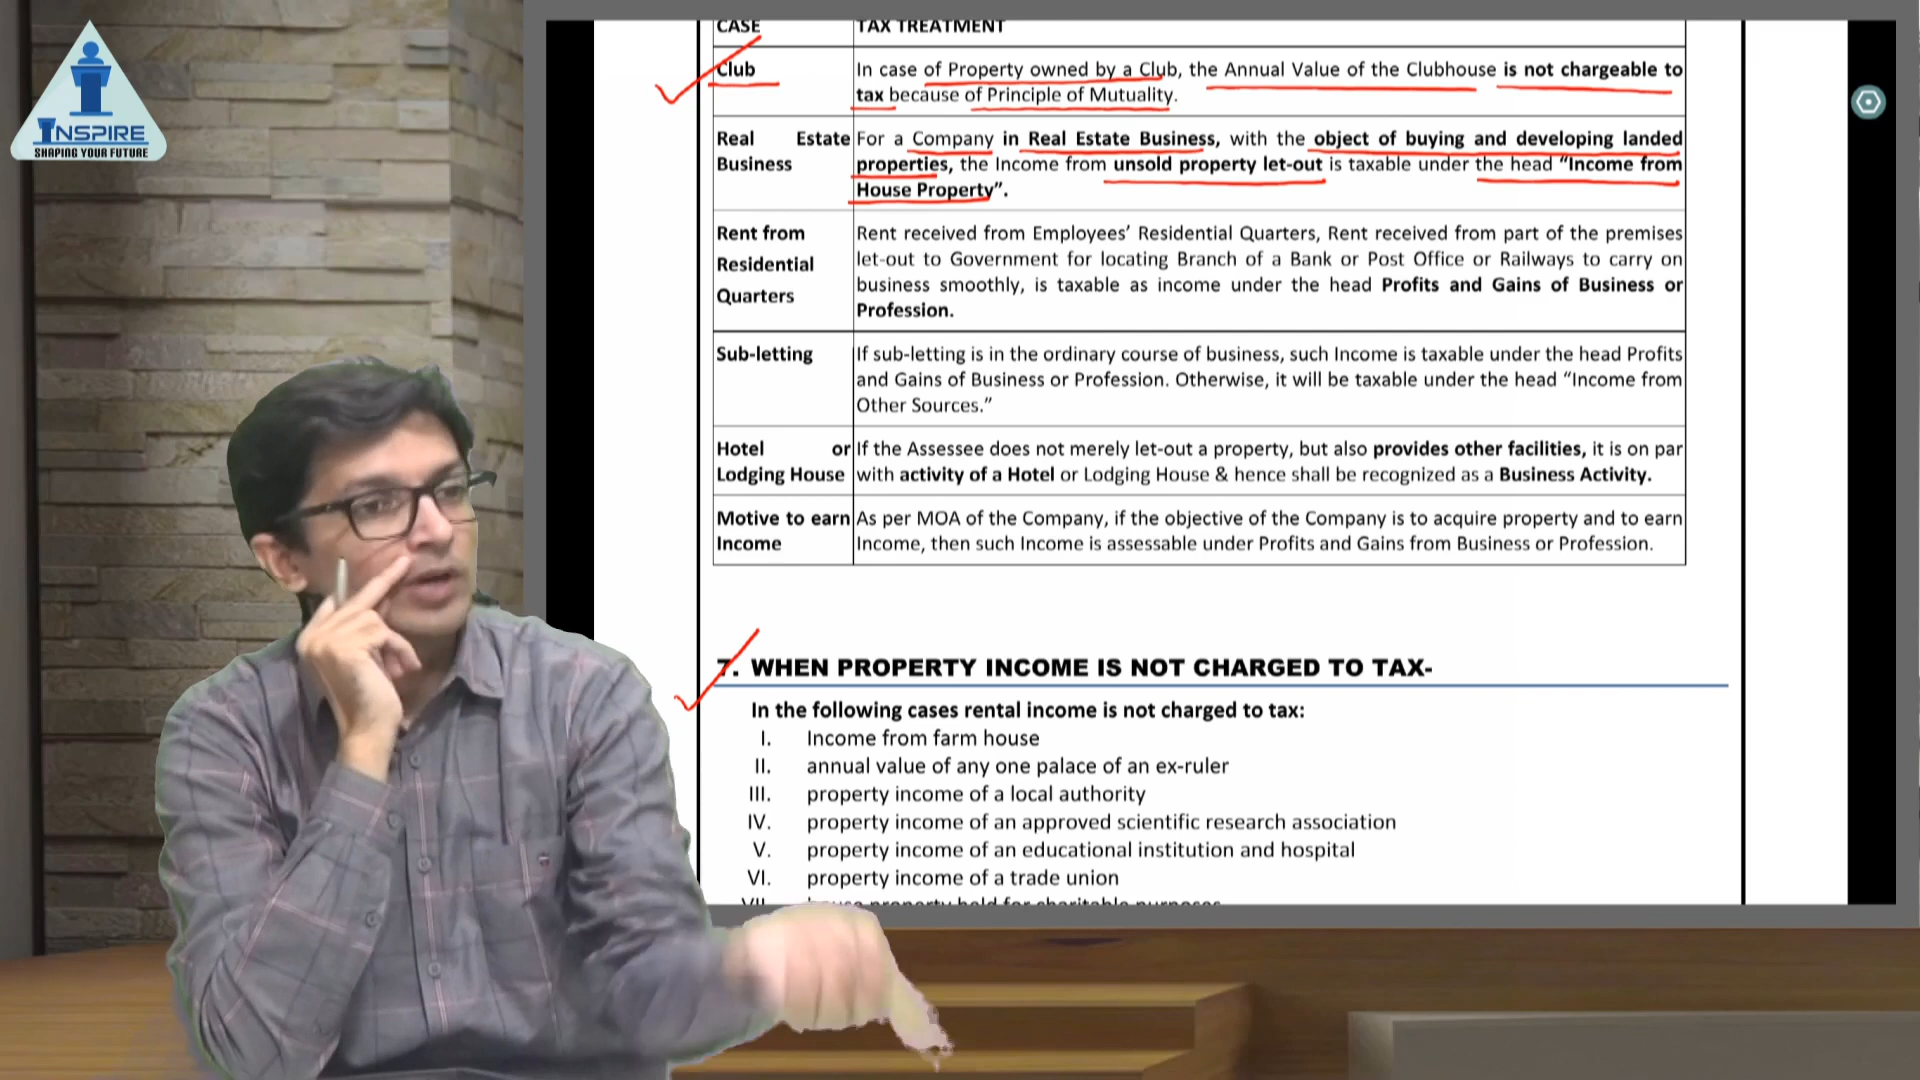 INSPIRE
SHAPING YOUR FUTURE
CASE TAX TREATMENT
Club In case of Property owned by a Club, the Annual Value of the Clubhouse is not chargeable to
tax because of Principle of Mutuality.
Real Estate For a Company in Real Estate Business, with the object of buying and developing landed
Business properties, the Income from unsold property let-out is taxable under the head “Income from
House Property”.
Rent from Rent received from Employees’ Residential Quarters, Rent received from part of the premises
Residential let-out to Government for locating Branch of a Bank or Post Office or Railways to carry on
Quarters business smoothly, is taxable as income under the head Profits and Gains of Business or
Profession.
Sub-letting If sub-letting is in the ordinary course of business, such Income is taxable under the head Profits
and Gains of Business or Profession. Otherwise, it will be taxable under the head “Income from
Other Sources.”
Hotel or If the Assessee does not merely let-out a property, but also provides other facilities, it is on par
Lodging House with activity of a Hotel or Lodging House & hence shall be recognized as a Business Activity.
Motive to earn As per MOA of the Company, if the objective of the Company is to acquire property and to earn
Income Income, then such Income is assessable under Profits and Gains from Business or Profession.
7. WHEN PROPERTY INCOME IS NOT CHARGED TO TAX-
In the following cases rental income is not charged to tax:
I. Income from farm house
II. annual value of any one palace of an ex-ruler
III. property income of a local authority
IV. property income of an approved scientific research association
V. property income of an educational institution and hospital
VI. property income of a trade union
VII. house property held for charitable purposes